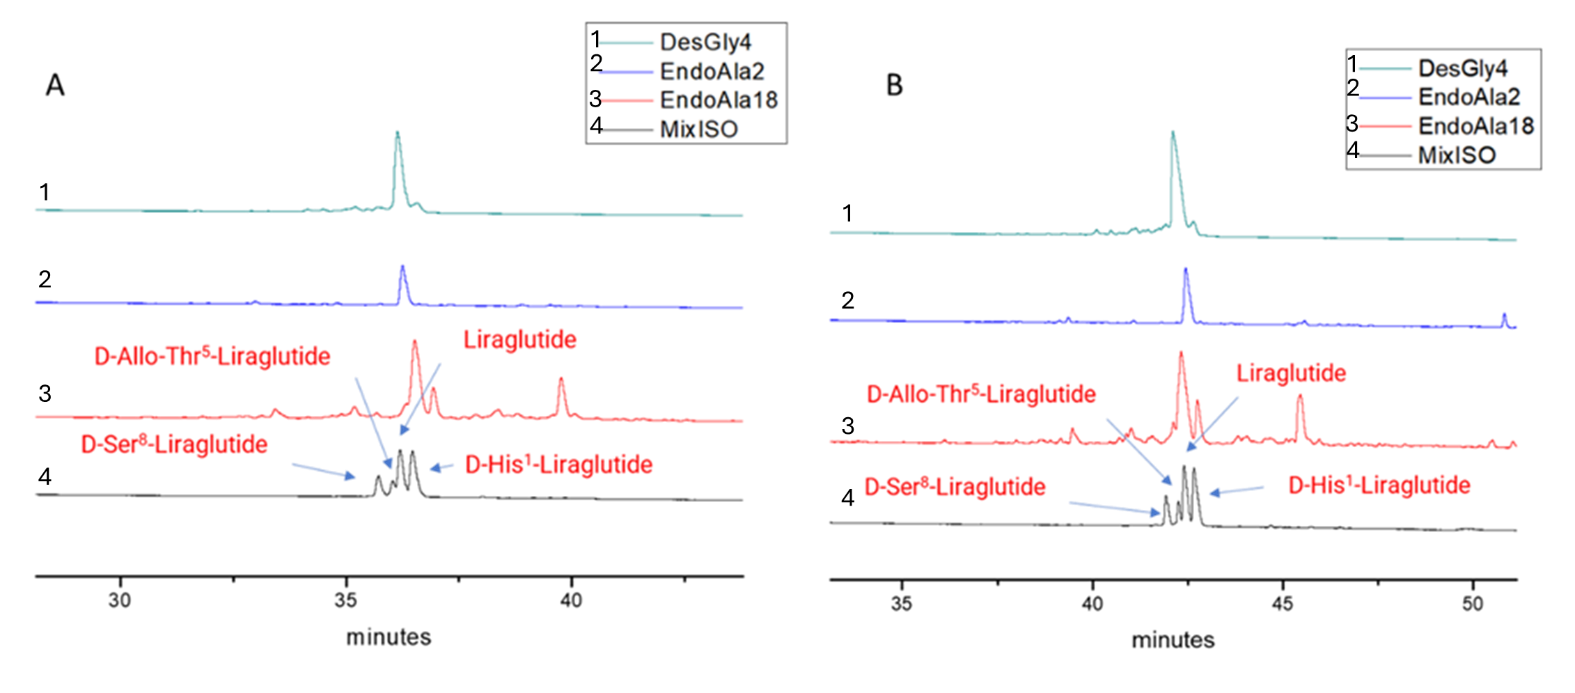 A
1 DesGly4
2 EndoAla2
3 EndoAla18
4 MixISO
1
2
3
4
D-Allo-Thr⁵-Liraglutide
Liraglutide
D-Ser⁸-Liraglutide
D-His¹-Liraglutide
30 35 40
minutes
B
1 DesGly4
2 EndoAla2
3 EndoAla18
4 MixISO
1
2
3
4
D-Allo-Thr⁵-Liraglutide
Liraglutide
D-Ser⁸-Liraglutide
D-His¹-Liraglutide
35 40 45 50
minutes